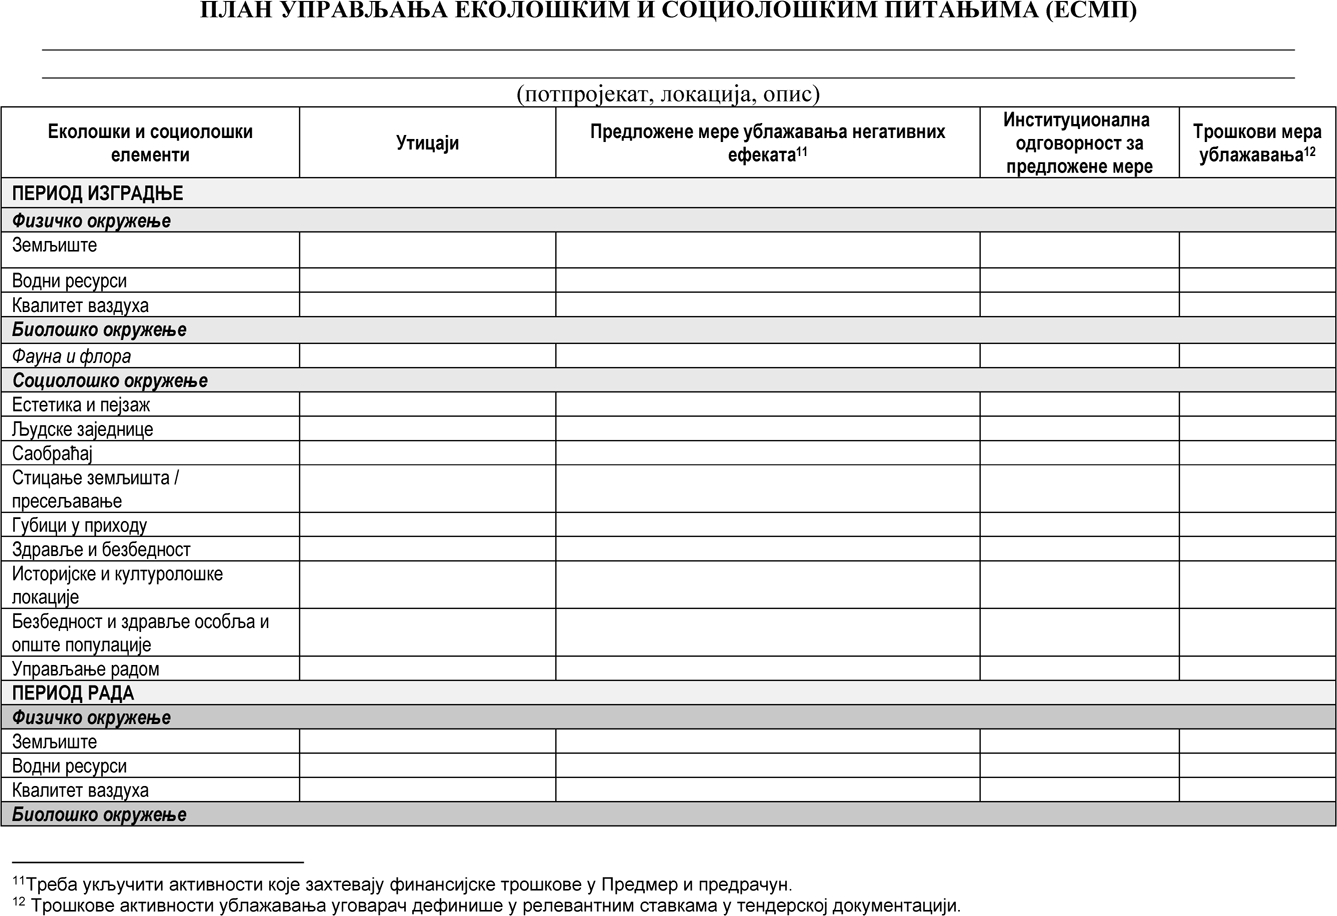 ПЛАН УПРАВЉАЊА ЕКОЛОШКИМ И СОЦИОЛОШКИМ ПИТАЊИМА (ЕСМП)
(потпројекат, локација, опис)
Еколошки и социолошки
елементи
Утицаји
Предложене мере ублажавања негативних
ефеката11
Институционална
одговорност за
предложене мере
Трошкови мера
ублажавања12
ПЕРИОД ИЗГРАДЊЕ
Физичко окружење
Земљиште
Водни ресурси
Квалитет ваздуха
Биолошко окружење
Фауна и флора
Социолошко окружење
Естетика и пејзаж
Људске заједнице
Саобраћај
Стицање земљишта /
пресељавање
Губици у приходу
Здравље и безбедност
Историјске и културолошке
локације
Безбедност и здравље особља и
опште популације
Управљање радом
ПЕРИОД РАДА
Физичко окружење
Земљиште
Водни ресурси
Квалитет ваздуха
Биолошко окружење
11Треба укључити активности које захтевају финансијске трошкове у Предмер и предрачун.
12 Трошкове активности ублажавања уговарач дефинише у релевантним ставкама у тендерској документацији.